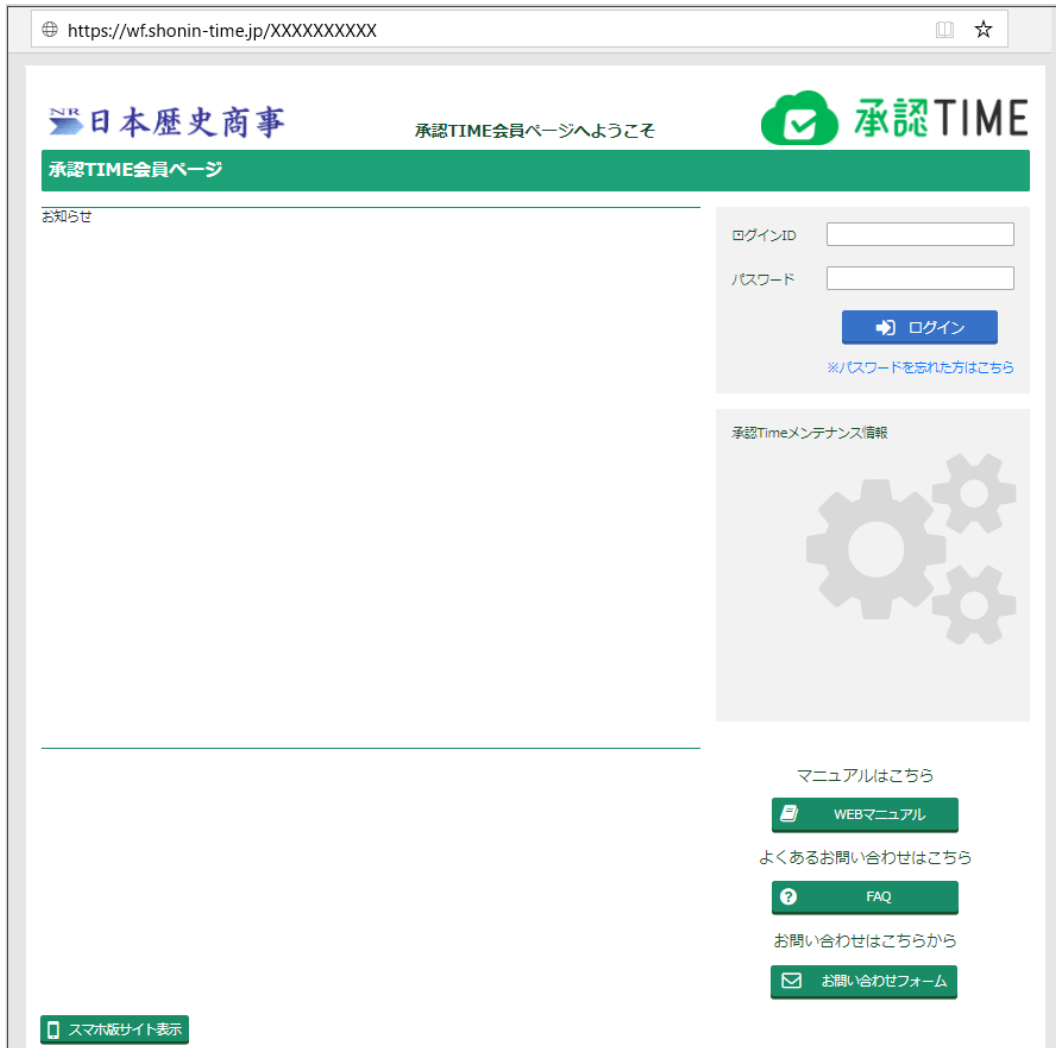 https://wf.shonin-time.jp/XXXXXXXXXX
NR
日本歴史商事
承認TIME会員ページへようこそ
承認TIME
承認TIME会員ページ
お知らせ
ログインID
パスワード
ログイン
※パスワードを忘れた方はこちら
承認Timeメンテナンス情報
マニュアルはこちら
WEBマニュアル
よくあるお問い合わせはこちら
FAQ
お問い合わせはこちらから
お問い合わせフォーム
スマホ版サイト表示